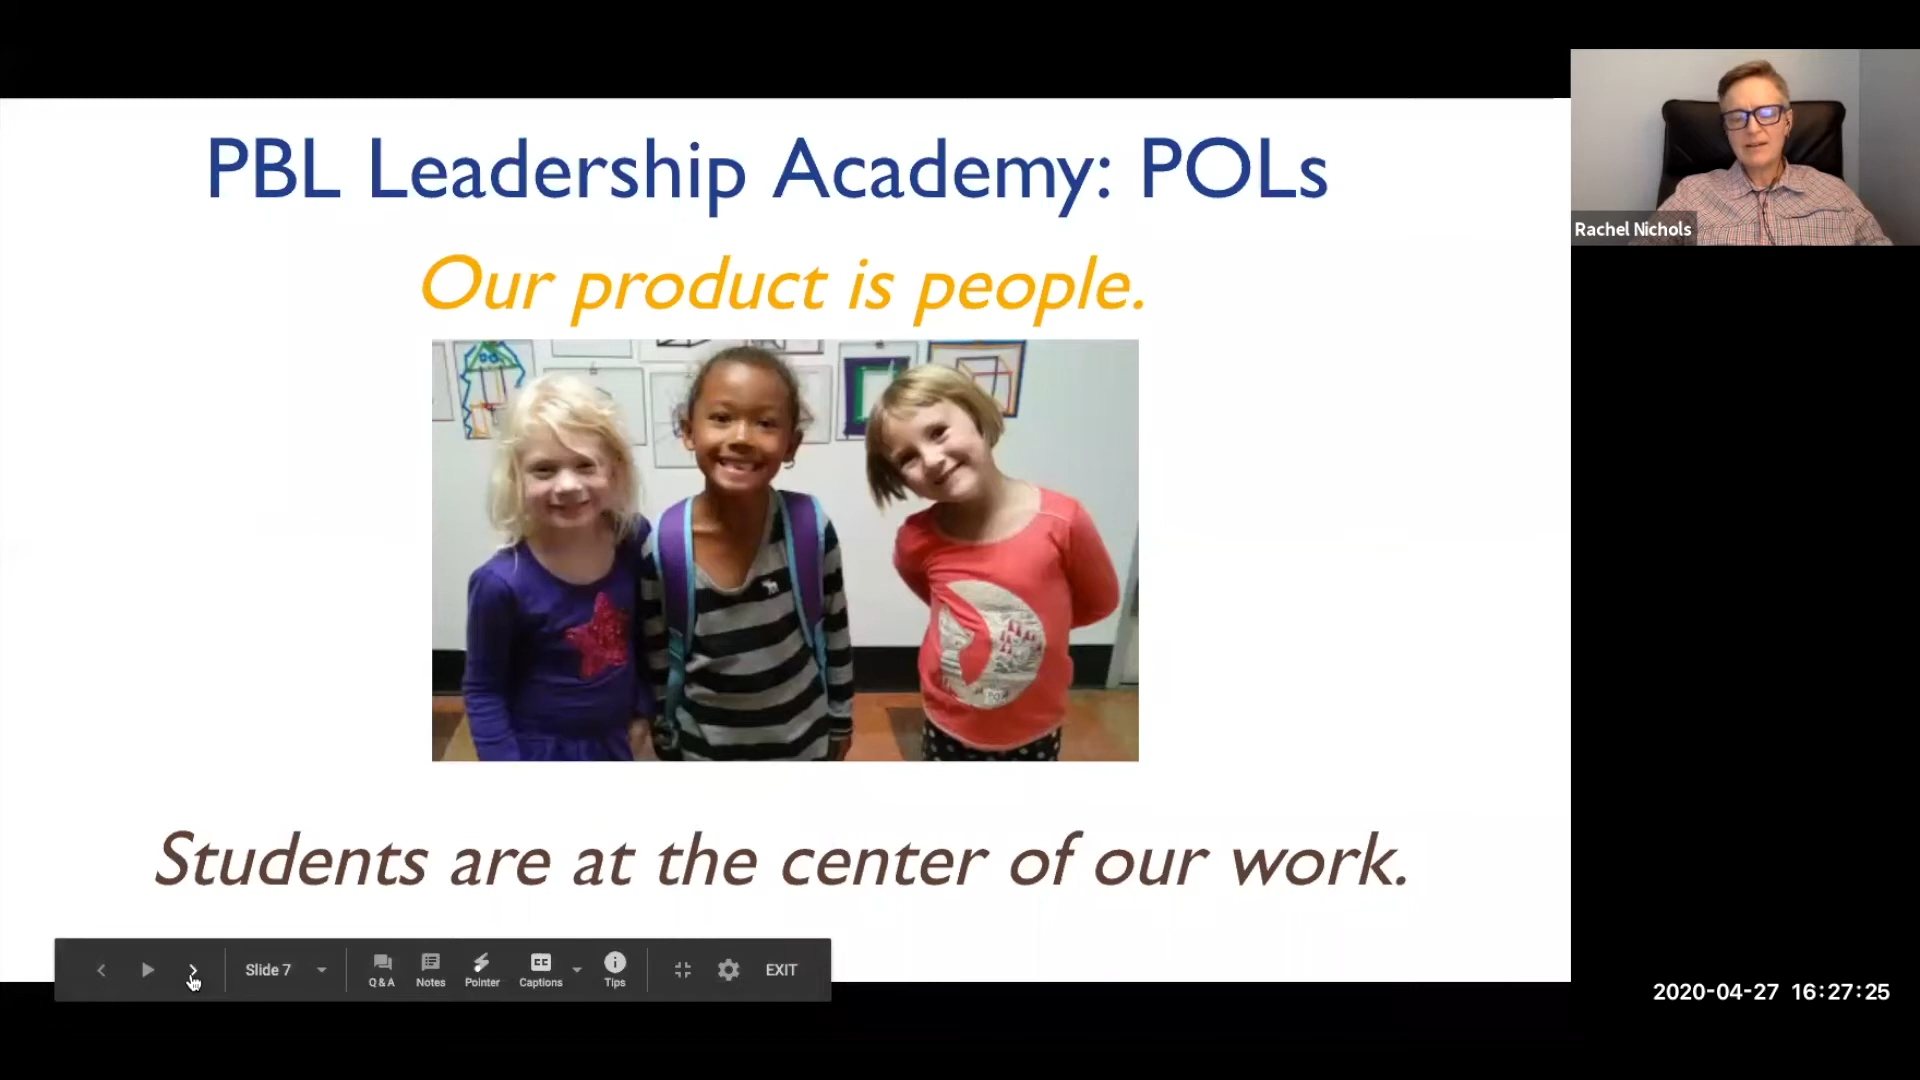 PBL Leadership Academy: POLs
Our product is people.
Students are at the center of our work.
Rachel Nichols
Slide 7
Q & A
Notes
Pointer
CC
Captions
Tips
EXIT
2020-04-27 16:27:25